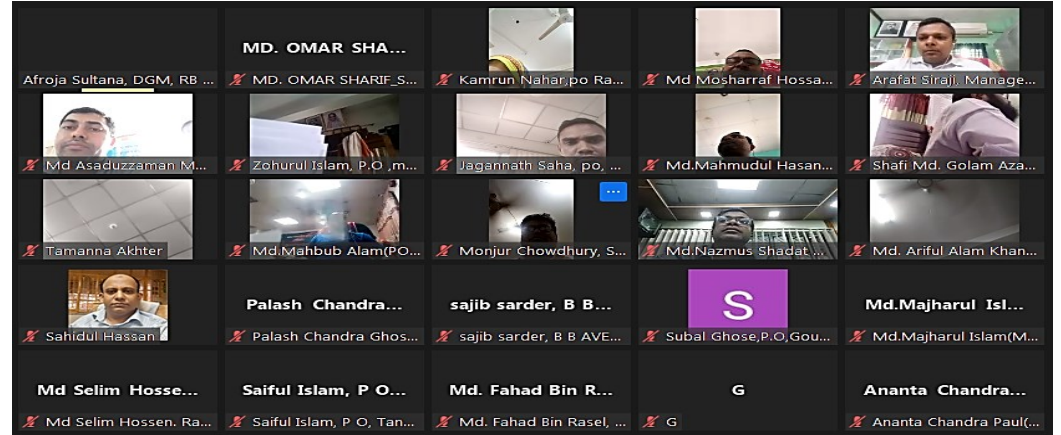 Afroja Sultana, DGM, RB ...
MD. OMAR SHA...
MD. OMAR SHARIF_S...
Kamrun Nahar,po Ra...
Md Mosharraf Hossa...
Arafat Siraji, Manage...
Md Asaduzzaman M...
Zohurul Islam, P.O ,m...
Jagannath Saha, po, ...
Md.Mahmudul Hasan...
Shafi Md. Golam Aza...
Tamanna Akhter
Md.Mahbub Alam(PO...
Monjur Chowdhury, S...
Md.Nazmus Shadat ...
Md. Ariful Alam Khan...
Sahidul Hassan
Palash Chandra...
Palash Chandra Ghos...
sajib sarder, B B...
sajib sarder, B B AVE...
S
Subal Ghose,P.O,Gou...
Md.Majharul Isl...
Md.Majharul Islam(M...
Md Selim Hosse...
Md Selim Hossen. Ra...
Saiful Islam, P O...
Saiful Islam, P O, Tan...
Md. Fahad Bin R...
Md. Fahad Bin Rasel, ...
G
G
Ananta Chandra...
Ananta Chandra Paul(...